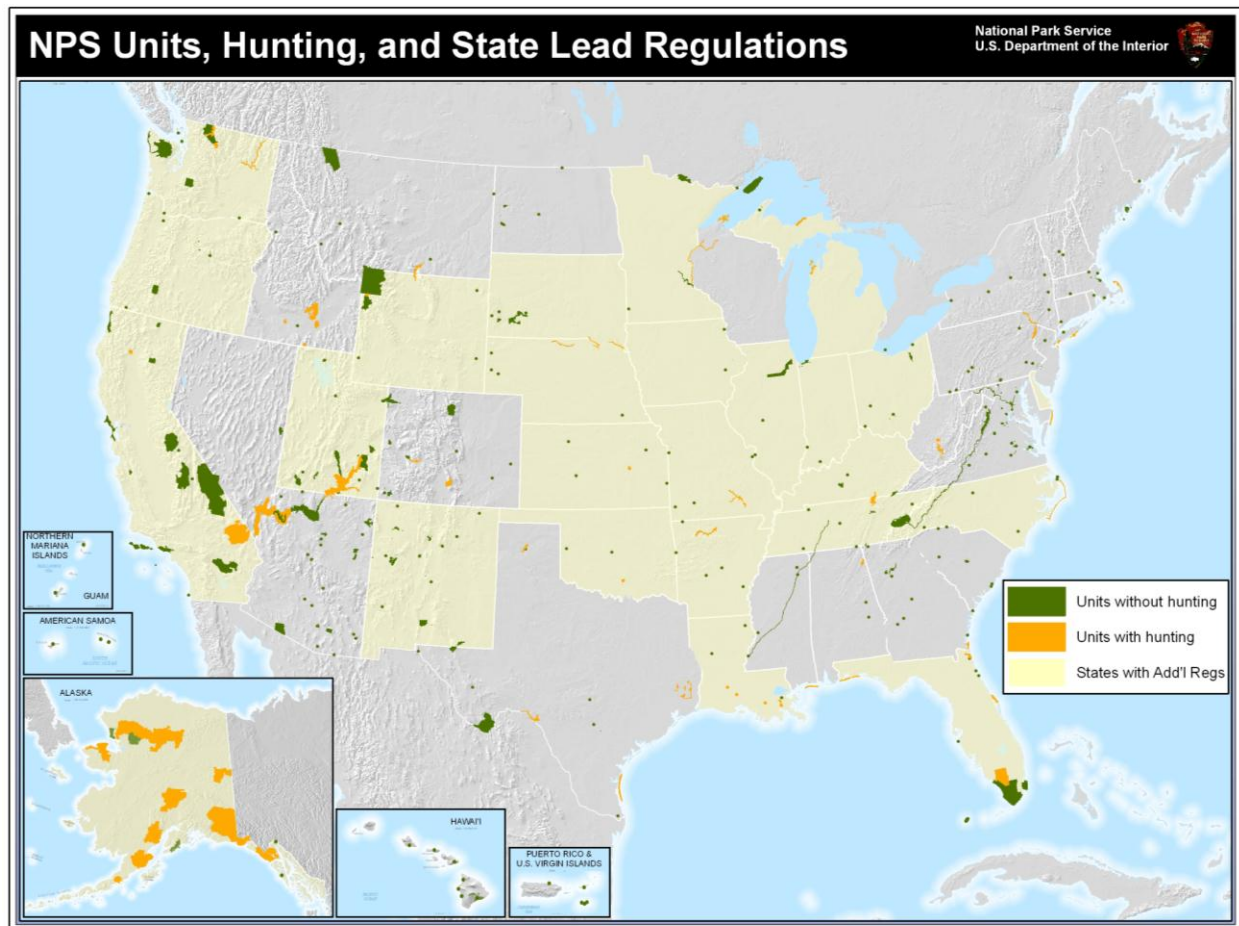 NPS Units, Hunting, and State Lead Regulations
National Park Service
U.S. Department of the Interior
NORTHERN
MARIANA
ISLANDS
GUAM
AMERICAN SAMOA
ALASKA
HAWAI'I
PUERTO RICO &
U.S. VIRGIN ISLANDS
Units without hunting
Units with hunting
States with Add'l Regs